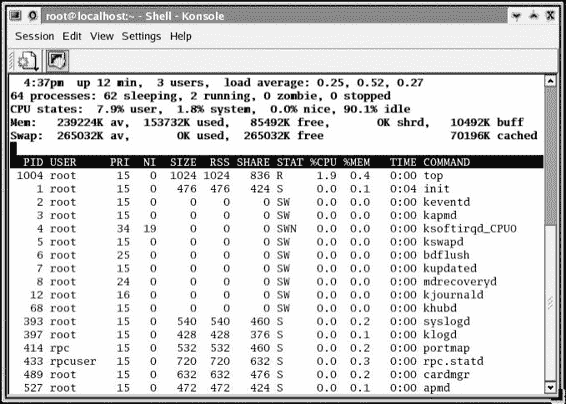 root@localhost:~ - Shell - Konsole
Session Edit View Settings Help
4:37pm up 12 min, 3 users, load average: 0.25, 0.52, 0.27
64 processes: 62 sleeping, 2 running, 0 zombie, 0 stopped
CPU states: 7.9% user, 1.8% system, 0.0% nice, 90.1% idle
Mem: 239224K av, 153732K used, 85492K free, 0K shrd, 10492K buff
Swap: 265032K av, 0K used, 265032K free 70196K cached
PID USER PRI NI SIZE RSS SHARE STAT %CPU %MEM TIME COMMAND
1004 root 15 0 1024 1024 836 R 1.9 0.4 0:00 top
1 root 15 0 476 476 424 S 0.0 0.1 0:04 init
2 root 15 0 0 0 0 SW 0.0 0.0 0:00 keventd
3 root 15 0 0 0 0 SW 0.0 0.0 0:00 kapmd
4 root 34 19 0 0 0 SWN 0.0 0.0 0:00 ksoftirqd_CPU0
5 root 15 0 0 0 0 SW 0.0 0.0 0:00 kswapd
6 root 25 0 0 0 0 SW 0.0 0.0 0:00 bdflush
7 root 15 0 0 0 0 SW 0.0 0.0 0:00 kupdated
8 root 24 0 0 0 0 SW 0.0 0.0 0:00 mdrecoveryd
12 root 16 0 0 0 0 SW 0.0 0.0 0:00 kjournald
68 root 15 0 0 0 0 SW 0.0 0.0 0:00 khubd
393 root 15 0 540 540 460 S 0.0 0.2 0:00 syslogd
397 root 15 0 428 428 376 S 0.0 0.1 0:00 klogd
414 rpc 15 0 532 532 460 S 0.0 0.2 0:00 portmap
433 rpcuser 15 0 720 720 632 S 0.0 0.3 0:00 rpc.statd
489 root 15 0 632 632 476 S 0.0 0.2 0:00 cardmgr
527 root 15 0 472 472 424 S 0.0 0.1 0:00 apmd